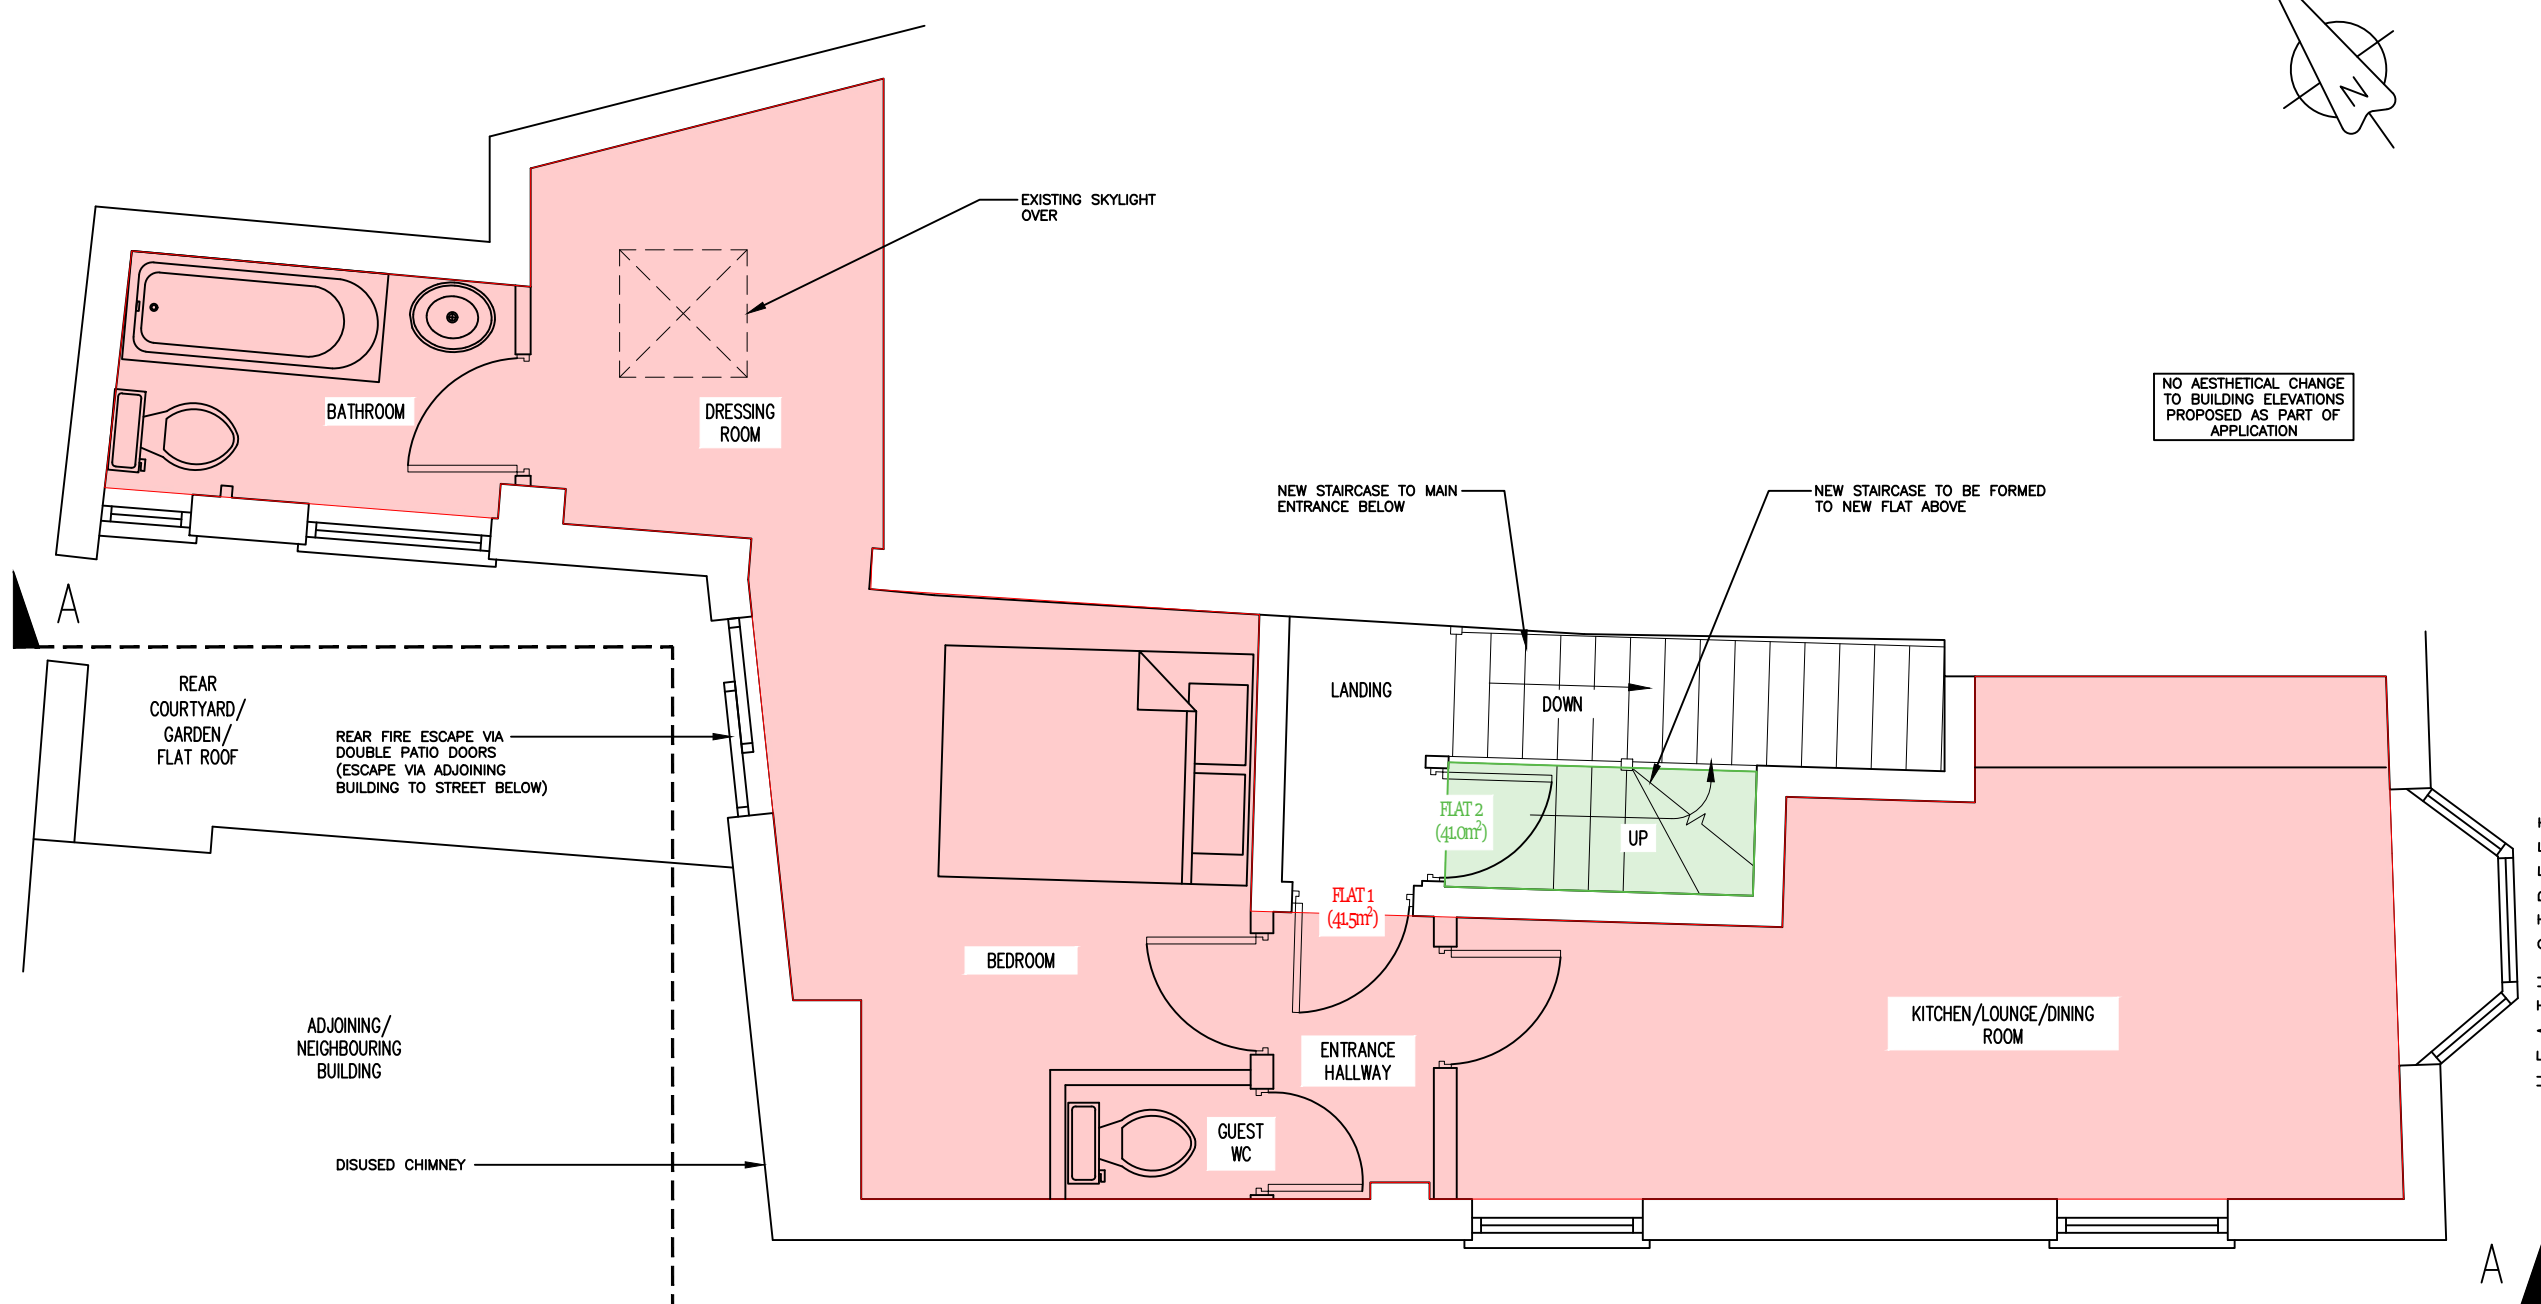 N
EXISTING SKYLIGHT
OVER
BATHROOM
DRESSING
ROOM
NO AESTHETICAL CHANGE
TO BUILDING ELEVATIONS
PROPOSED AS PART OF
APPLICATION
NEW STAIRCASE TO MAIN
ENTRANCE BELOW
NEW STAIRCASE TO BE FORMED
TO NEW FLAT ABOVE
A
REAR
COURTYARD/
GARDEN/
FLAT ROOF
REAR FIRE ESCAPE VIA
DOUBLE PATIO DOORS
(ESCAPE VIA ADJOINING
BUILDING TO STREET BELOW)
LANDING
DOWN
FLAT 2
(41.0m²)
UP
FLAT 1
(41.5m²)
BEDROOM
KITCHEN/LOUNGE/DINING
ROOM
ADJOINING/
NEIGHBOURING
BUILDING
ENTRANCE
HALLWAY
GUEST
WC
DISUSED CHIMNEY
A